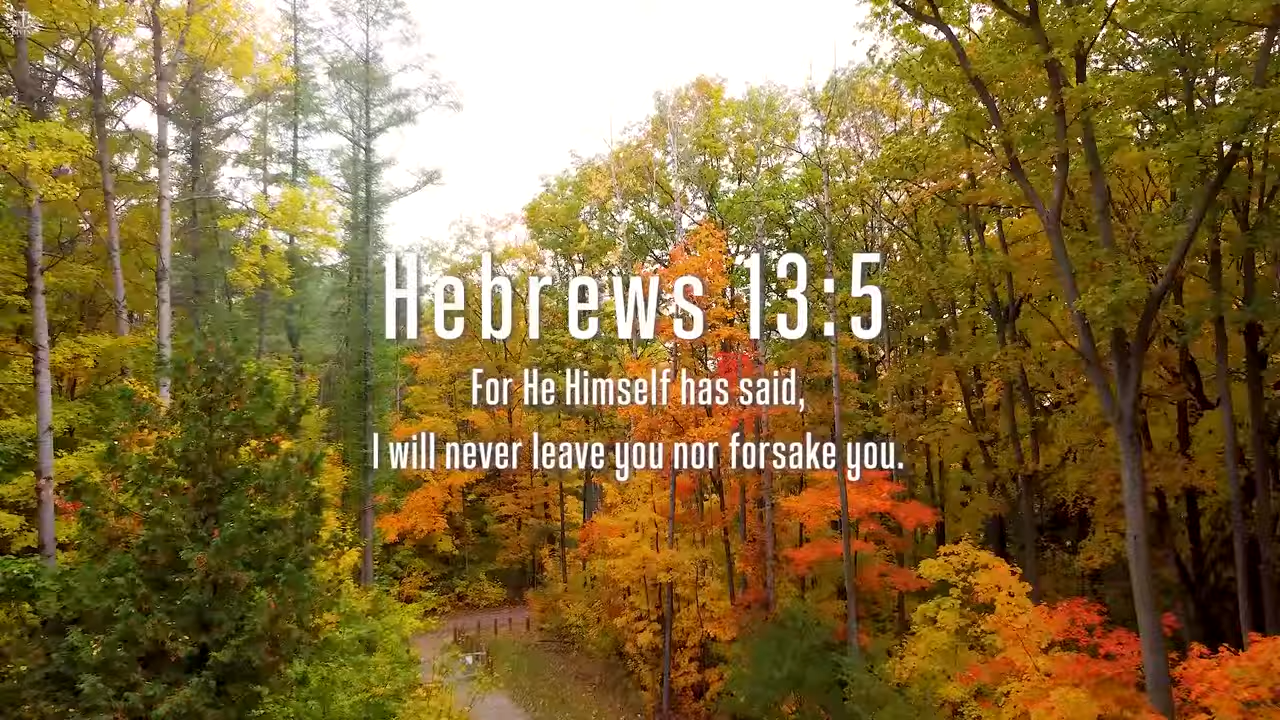 Hebrews 13:5
For He Himself has said,
I will never leave you nor forsake you.